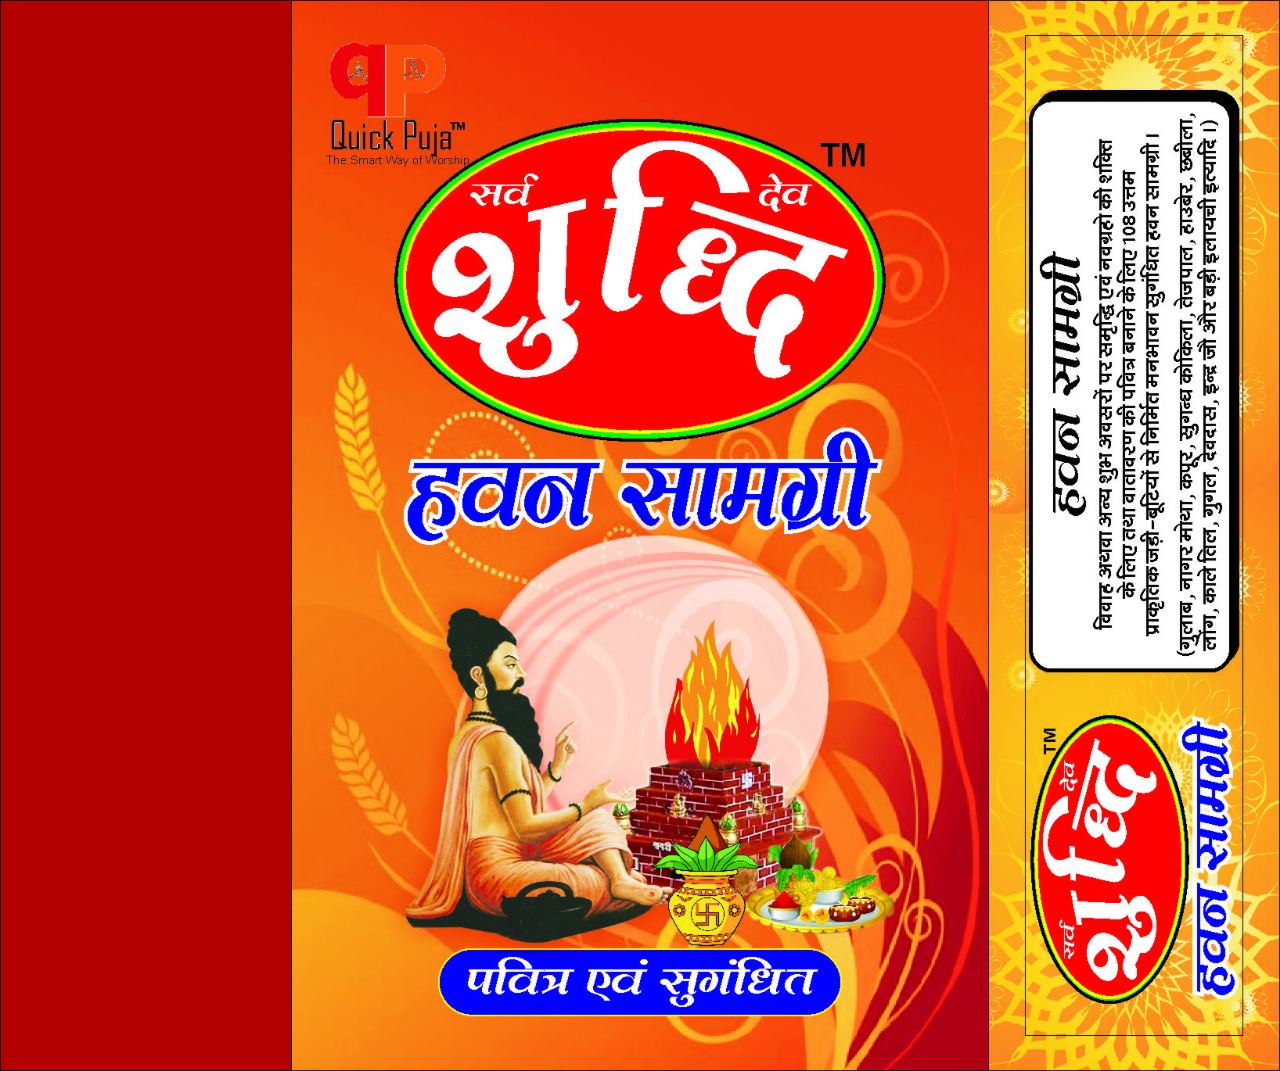 Quick Puja™
The Smart Way of Worship
TM
सर्व देव
शुद्धि
हवन सामग्री
पवित्र एवं सुगंधित
हवन सामग्री
विवाह अथवा अन्य शुभ अवसरों पर समृद्धि एवं नवग्रहो की शक्ति
के लिए तथा वातावरण की पवित्र बनाने के लिए 108 उत्तम
प्राकृतिक जड़ी-बूटियों से निर्मित मनभावन सुगंधित हवन सामग्री।
(गुलाब, नागर मोथा, कपूर, सुगन्ध कोकिला, तेजपाल, हाउबेर, छबीला,
लौंग, काले तिल, गुगल, देवदास, इन्द्र जौ और बड़ी इलायची इत्यादि।)
TM
सर्व देव
शुद्धि
हवन सामग्री